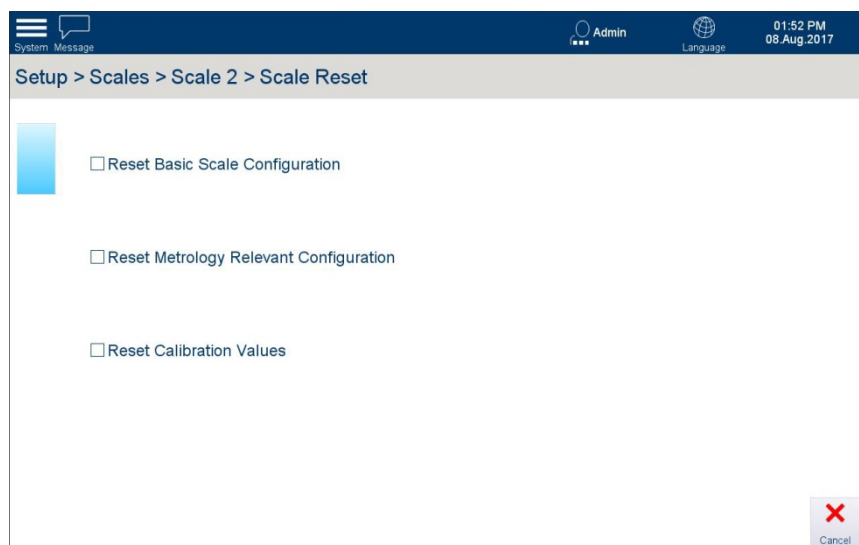 System Message
Admin
Language
01:52 PM
08.Aug.2017
Setup > Scales > Scale 2 > Scale Reset
Reset Basic Scale Configuration
Reset Metrology Relevant Configuration
Reset Calibration Values
Cancel